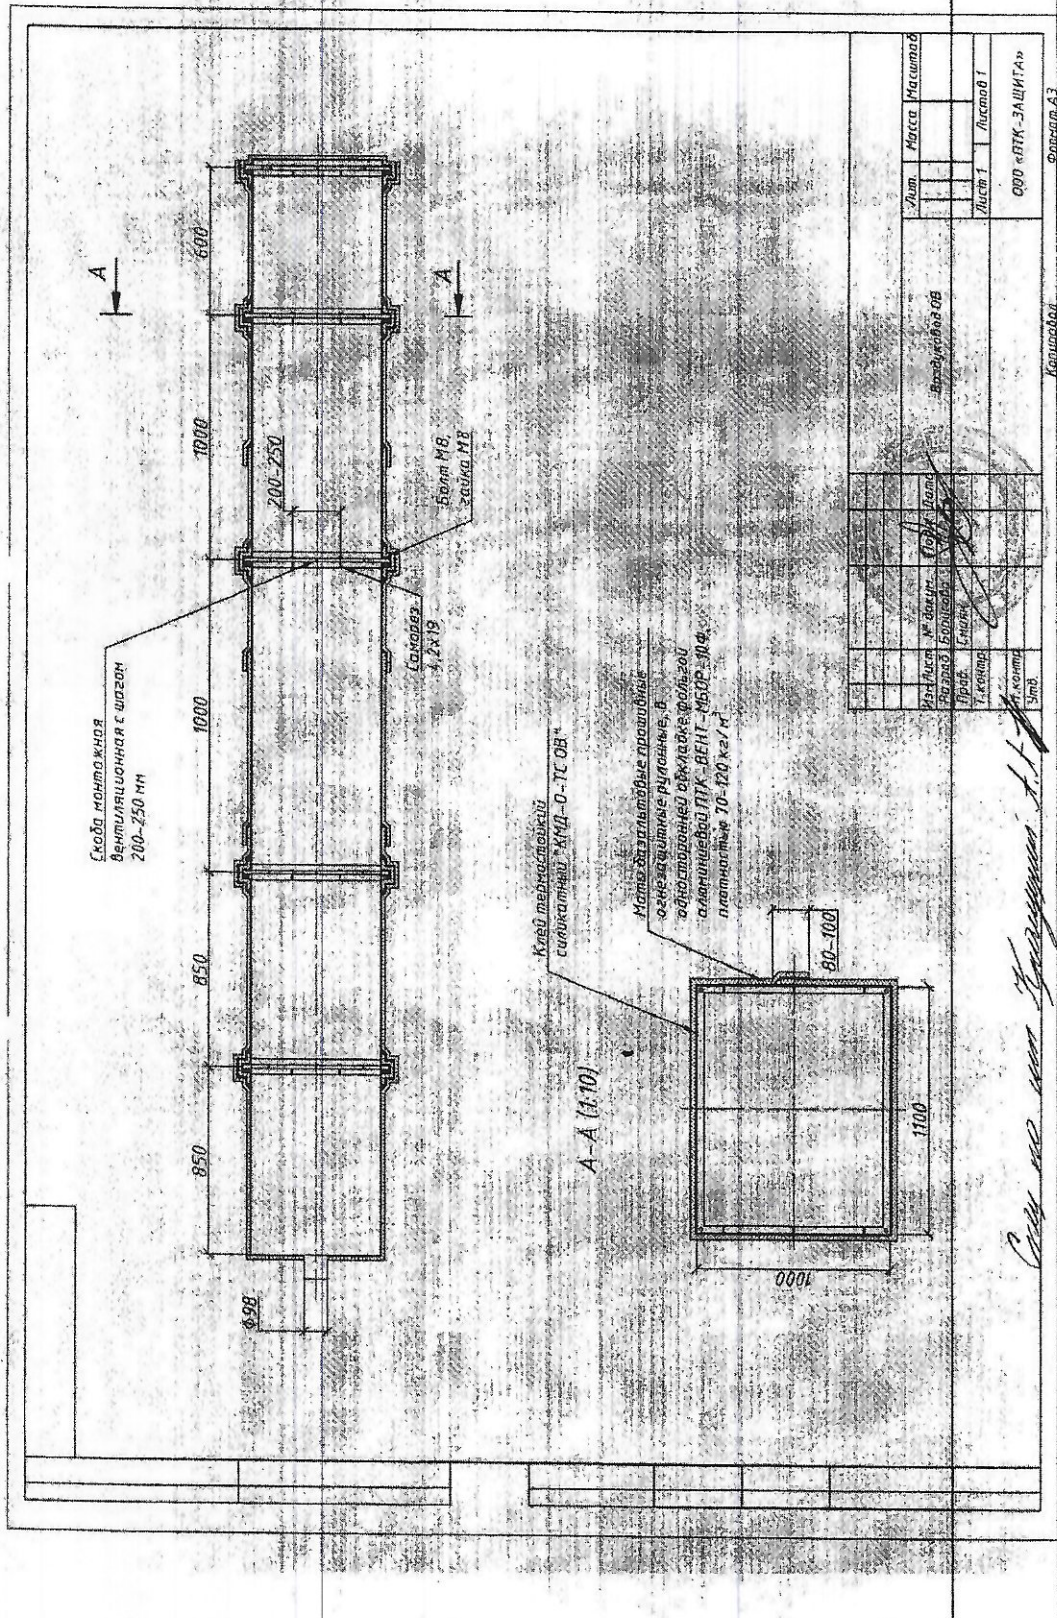 Скоба монтажная
вентиляционная с шагом
200-250 мм
А
А
850
850
1000
1000
600
200-250
Ф98
Саморез
4,2х19
Болт М8,
гайка М8
А-А (1:10)
Клей термостойкий
силикатный "КМД-О-ТС ОВ"
Маты базальтовые прошивные
огнезащитные рулонные, в
односторонней обкладке фольгой
алюминиевой ПТК-ВЕНТ-МБОР-10Ф,
плотностью 70-120 кг/м³
80-100
1000
1100
Изм. Лист № докум. Подп. Дата
Разраб.
Пров.
Т.контр.
Н.контр.
Утв.
Воздуховод ОВ
Лит. Масса Масштаб
Лист 1 Листов 1
ООО «ПТК-ЗАЩИТА»
Копировал Формат А3